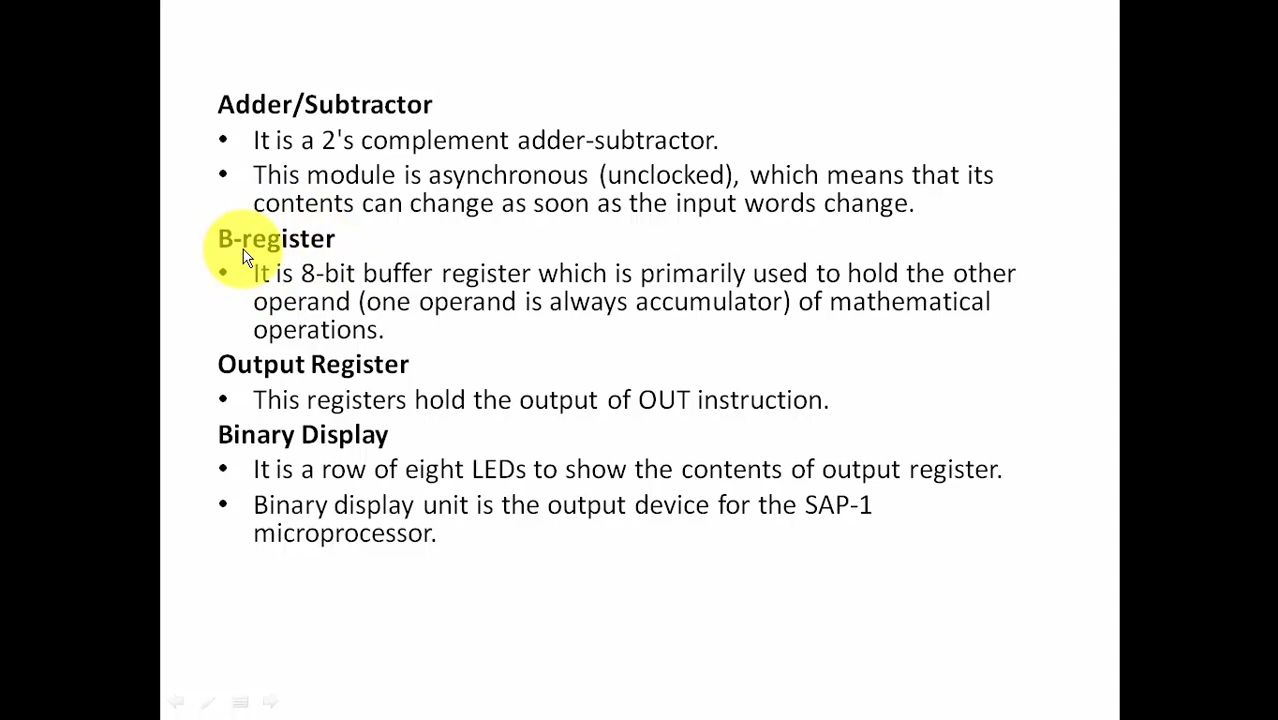 Adder/Subtractor
• It is a 2's complement adder-subtractor.
• This module is asynchronous (unclocked), which means that its
contents can change as soon as the input words change.
B-register
• It is 8-bit buffer register which is primarily used to hold the other
operand (one operand is always accumulator) of mathematical
operations.
Output Register
• This registers hold the output of OUT instruction.
Binary Display
• It is a row of eight LEDs to show the contents of output register.
• Binary display unit is the output device for the SAP-1
microprocessor.